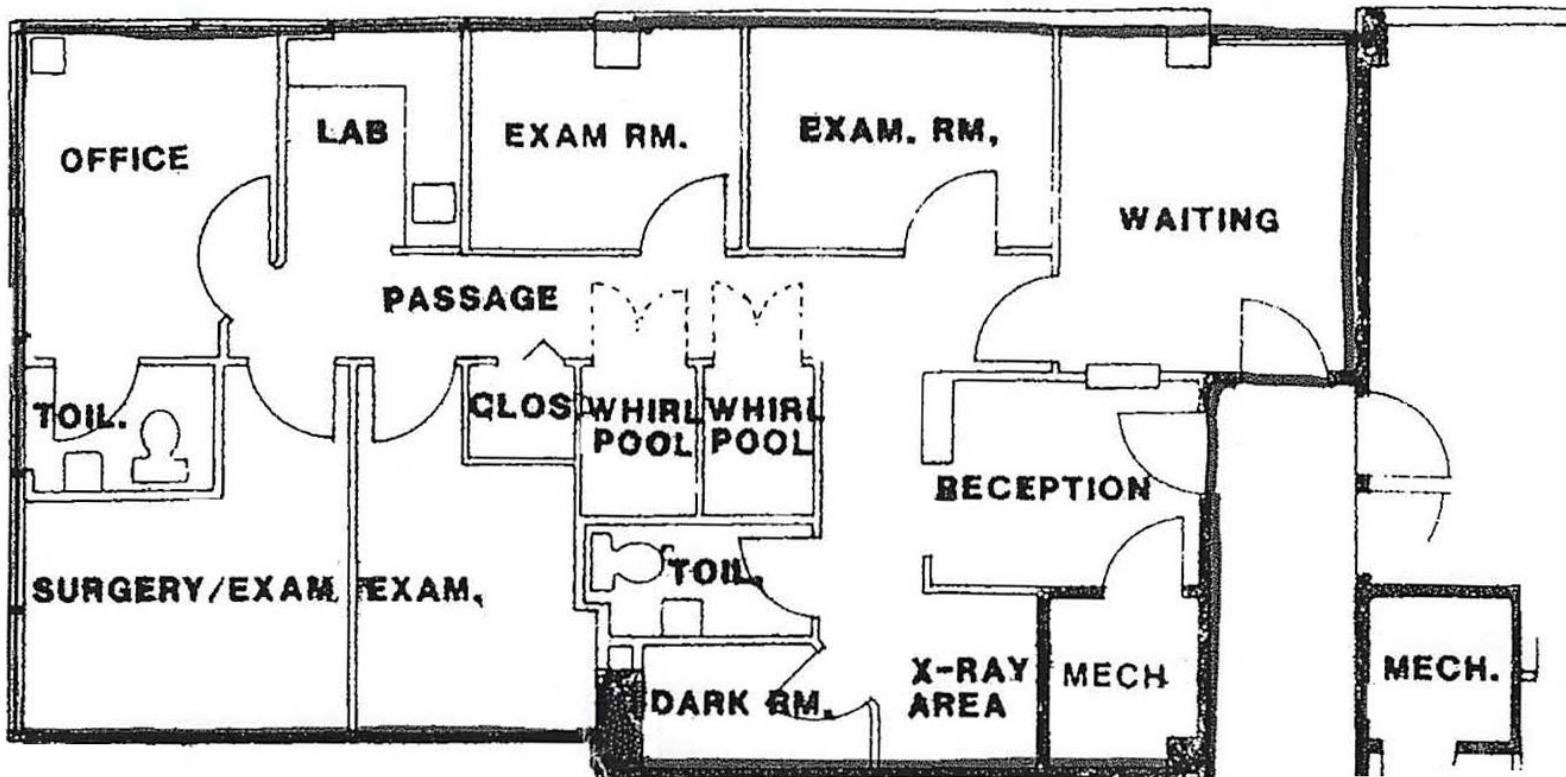 OFFICE
LAB
EXAM RM.
EXAM. RM.
WAITING
PASSAGE
TOIL.
CLOS
WHIRL
POOL
WHIRL
POOL
RECEPTION
SURGERY/EXAM
EXAM.
TOIL.
DARK RM.
X-RAY
AREA
MECH
MECH.